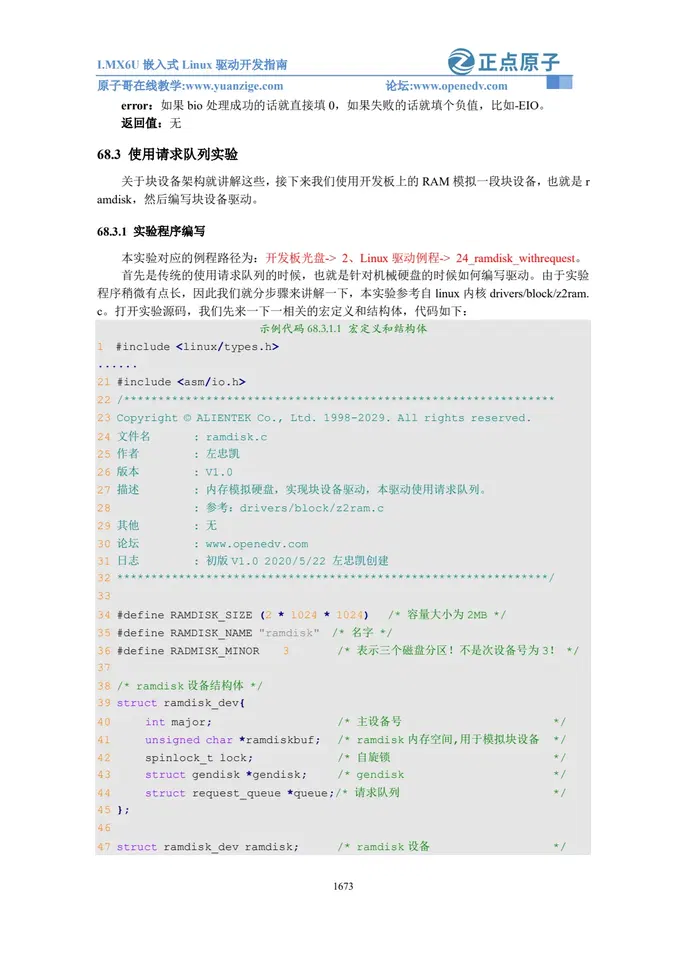 I.MX6U 嵌入式 Linux 驱动开发指南
正点原子
原子哥在线教学:www.yuanzige.com 论坛:www.openedv.com
error：如果 bio 处理成功的话就直接填 0，如果失败的话就填个负值，比如-EIO。
返回值：无
68.3 使用请求队列实验
关于块设备架构就讲解这些，接下来我们使用开发板上的 RAM 模拟一段块设备，也就是 r
amdisk，然后编写块设备驱动。
68.3.1 实验程序编写
本实验对应的例程路径为：开发板光盘-> 2、Linux 驱动例程-> 24_ramdisk_withrequest。
首先是传统的使用请求队列的时候，也就是针对机械硬盘的时候如何编写驱动。由于实验
程序稍微有点长，因此我们就分步骤来讲解一下，本实验参考自 linux 内核 drivers/block/z2ram.
c。打开实验源码，我们先来一下一相关的宏定义和结构体，代码如下：
示例代码 68.3.1.1 宏定义和结构体
1 #include <linux/types.h>
......
21 #include <asm/io.h>
22 /***************************************************************
23 Copyright © ALIENTEK Co., Ltd. 1998-2029. All rights reserved.
24 文件名 : ramdisk.c
25 作者 : 左忠凯
26 版本 : V1.0
27 描述 : 内存模拟硬盘，实现块设备驱动，本驱动使用请求队列。
28 : 参考：drivers/block/z2ram.c
29 其他 : 无
30 论坛 : www.openedv.com
31 日志 : 初版 V1.0 2020/5/22 左忠凯创建
32 ***************************************************************/
33
34 #define RAMDISK_SIZE (2 * 1024 * 1024) /* 容量大小为 2MB */
35 #define RAMDISK_NAME "ramdisk" /* 名字 */
36 #define RADMISK_MINOR 3 /* 表示三个磁盘分区！不是次设备号为 3！ */
37
38 /* ramdisk 设备结构体 */
39 struct ramdisk_dev{
40 int major; /* 主设备号 */
41 unsigned char *ramdiskbuf; /* ramdisk 内存空间,用于模拟块设备 */
42 spinlock_t lock; /* 自旋锁 */
43 struct gendisk *gendisk; /* gendisk */
44 struct request_queue *queue;/* 请求队列 */
45 };
46
47 struct ramdisk_dev ramdisk; /* ramdisk 设备 */
1673